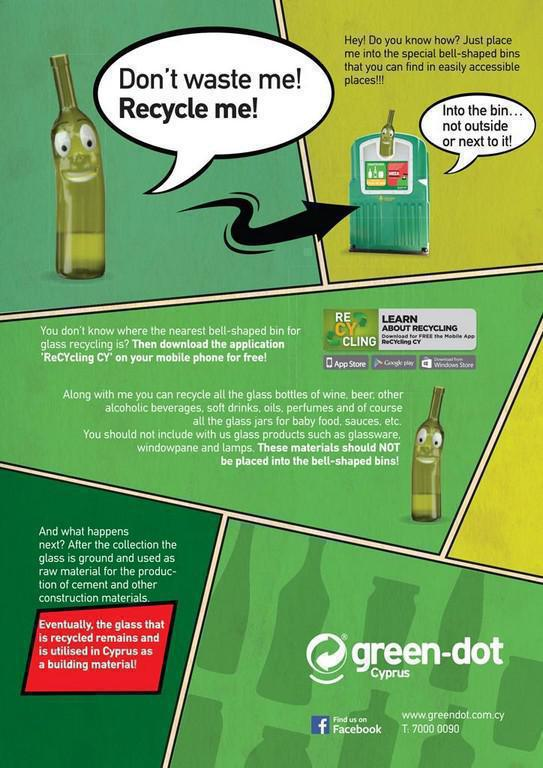 Don't waste me!
Recycle me!
Hey! Do you know how? Just place
me into the special bell-shaped bins
that you can find in easily accessible
places!!!
Into the bin...
not outside
or next to it!
You don't know where the nearest bell-shaped bin for
glass recycling is? Then download the application
'ReCYcling CY' on your mobile phone for free!
RE
CY
CLING
LEARN
ABOUT RECYCLING
Download for FREE the Mobile App
ReCYcling CY
App Store
Google play
Download from
Windows Store
Along with me you can recycle all the glass bottles of wine, beer, other
alcoholic beverages, soft drinks, oils, perfumes and of course
all the glass jars for baby food, sauces, etc.
You should not include with us glass products such as glassware,
windowpane and lamps. These materials should NOT
be placed into the bell-shaped bins!
And what happens
next? After the collection the
glass is ground and used as
raw material for the produc-
tion of cement and other
construction materials.
Eventually, the glass that
is recycled remains and
is utilised in Cyprus as
a building material!
green-dot
Cyprus
Find us on
Facebook
www.greendot.com.cy
T: 7000 0090